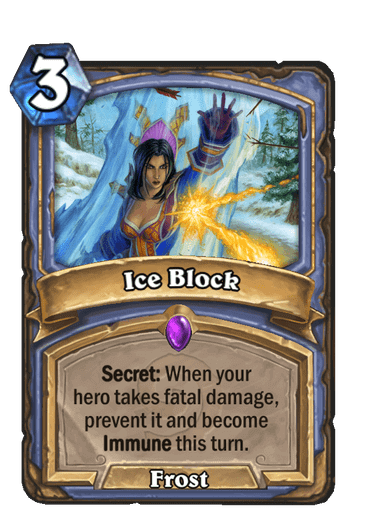 3
Ice Block
Secret: When your
hero takes fatal damage,
prevent it and become
Immune this turn.
Frost